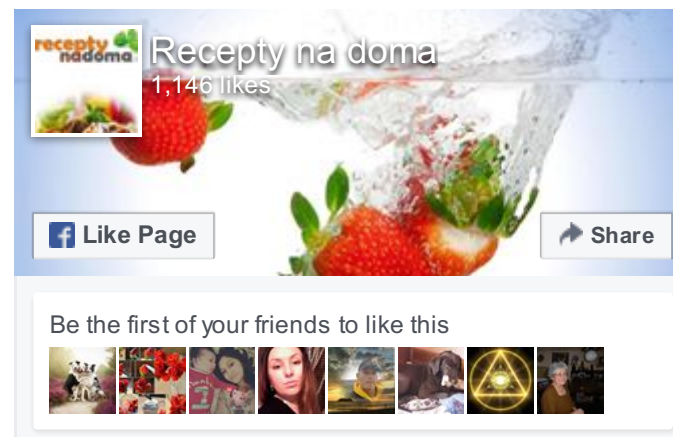 recepty
nadoma
Recepty na doma
1,146 likes
Like Page
Share
Be the first of your friends to like this